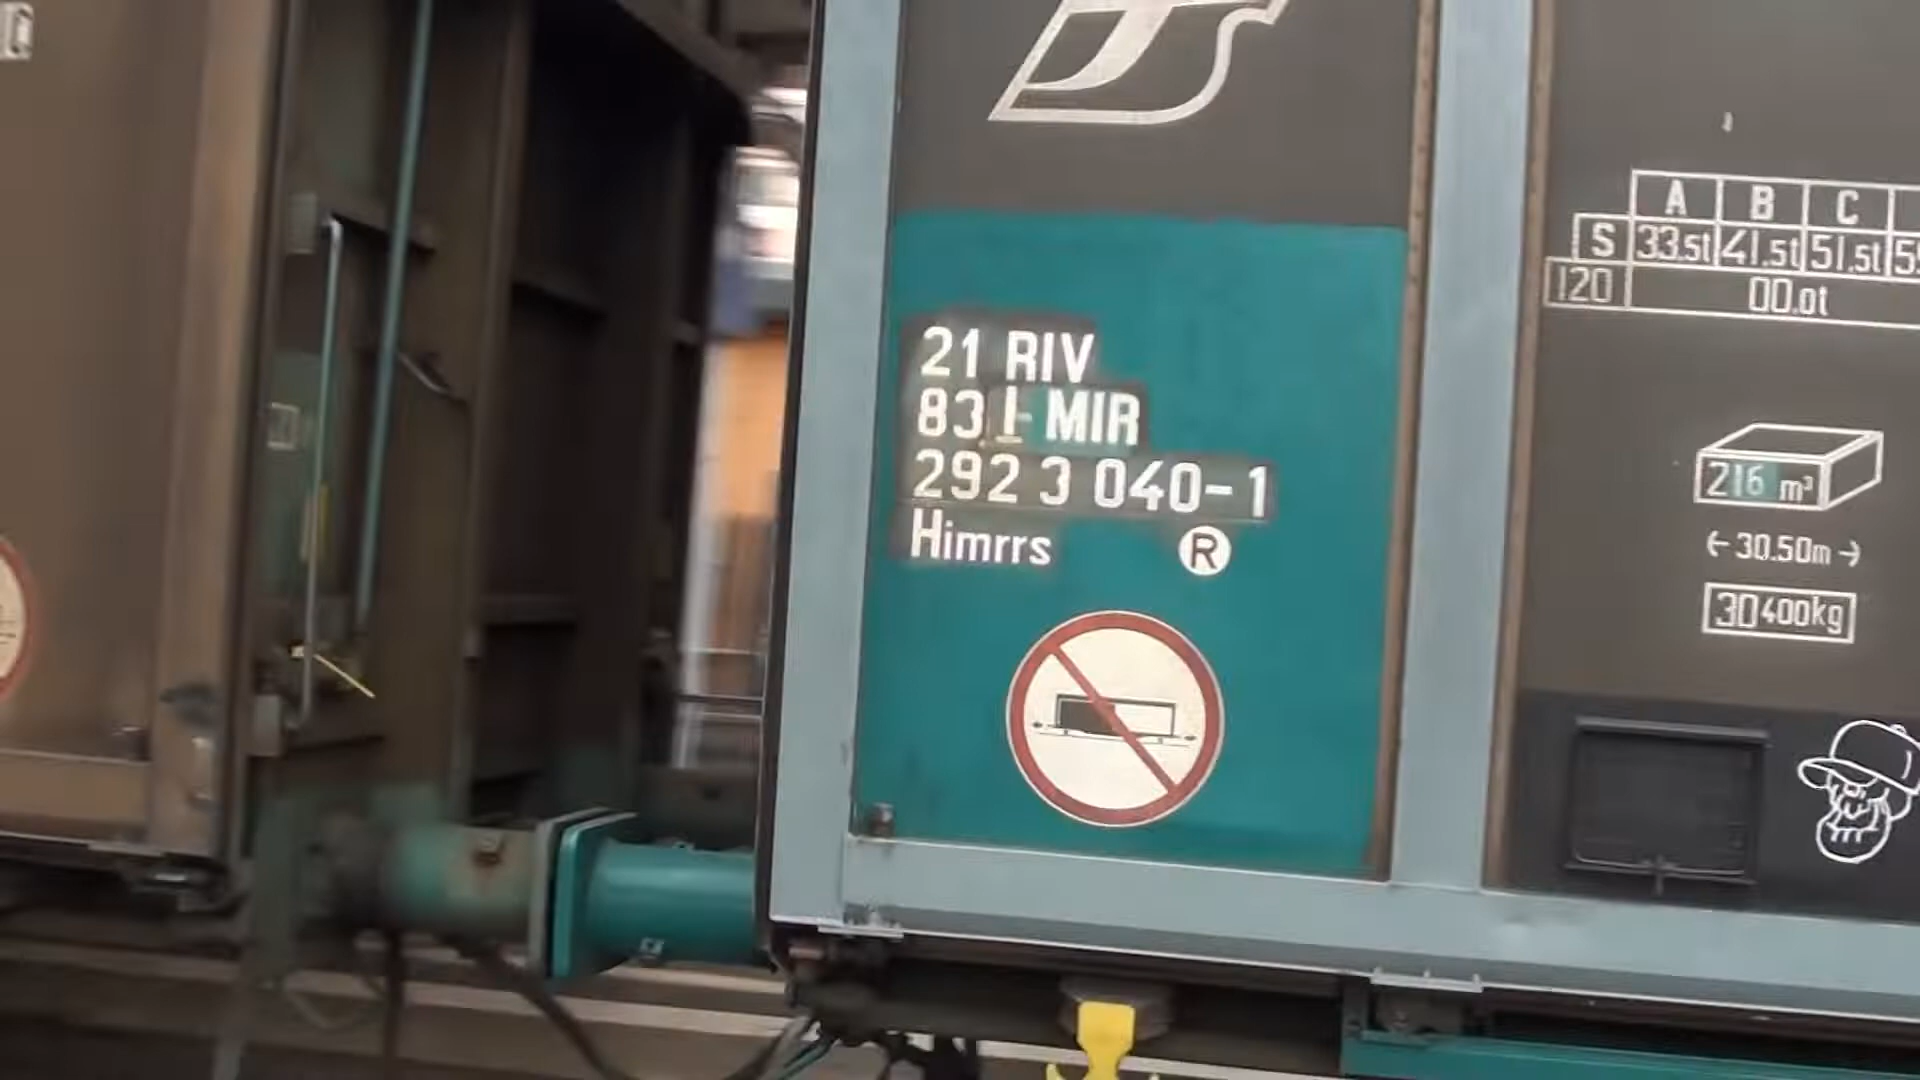 21 RIV
83 I- MIR
292 3 040-1
Himrrs R
A B C
S 33.5t 41.5t 51.5t
120 00.0t
216 m³
30.50m
30400kg